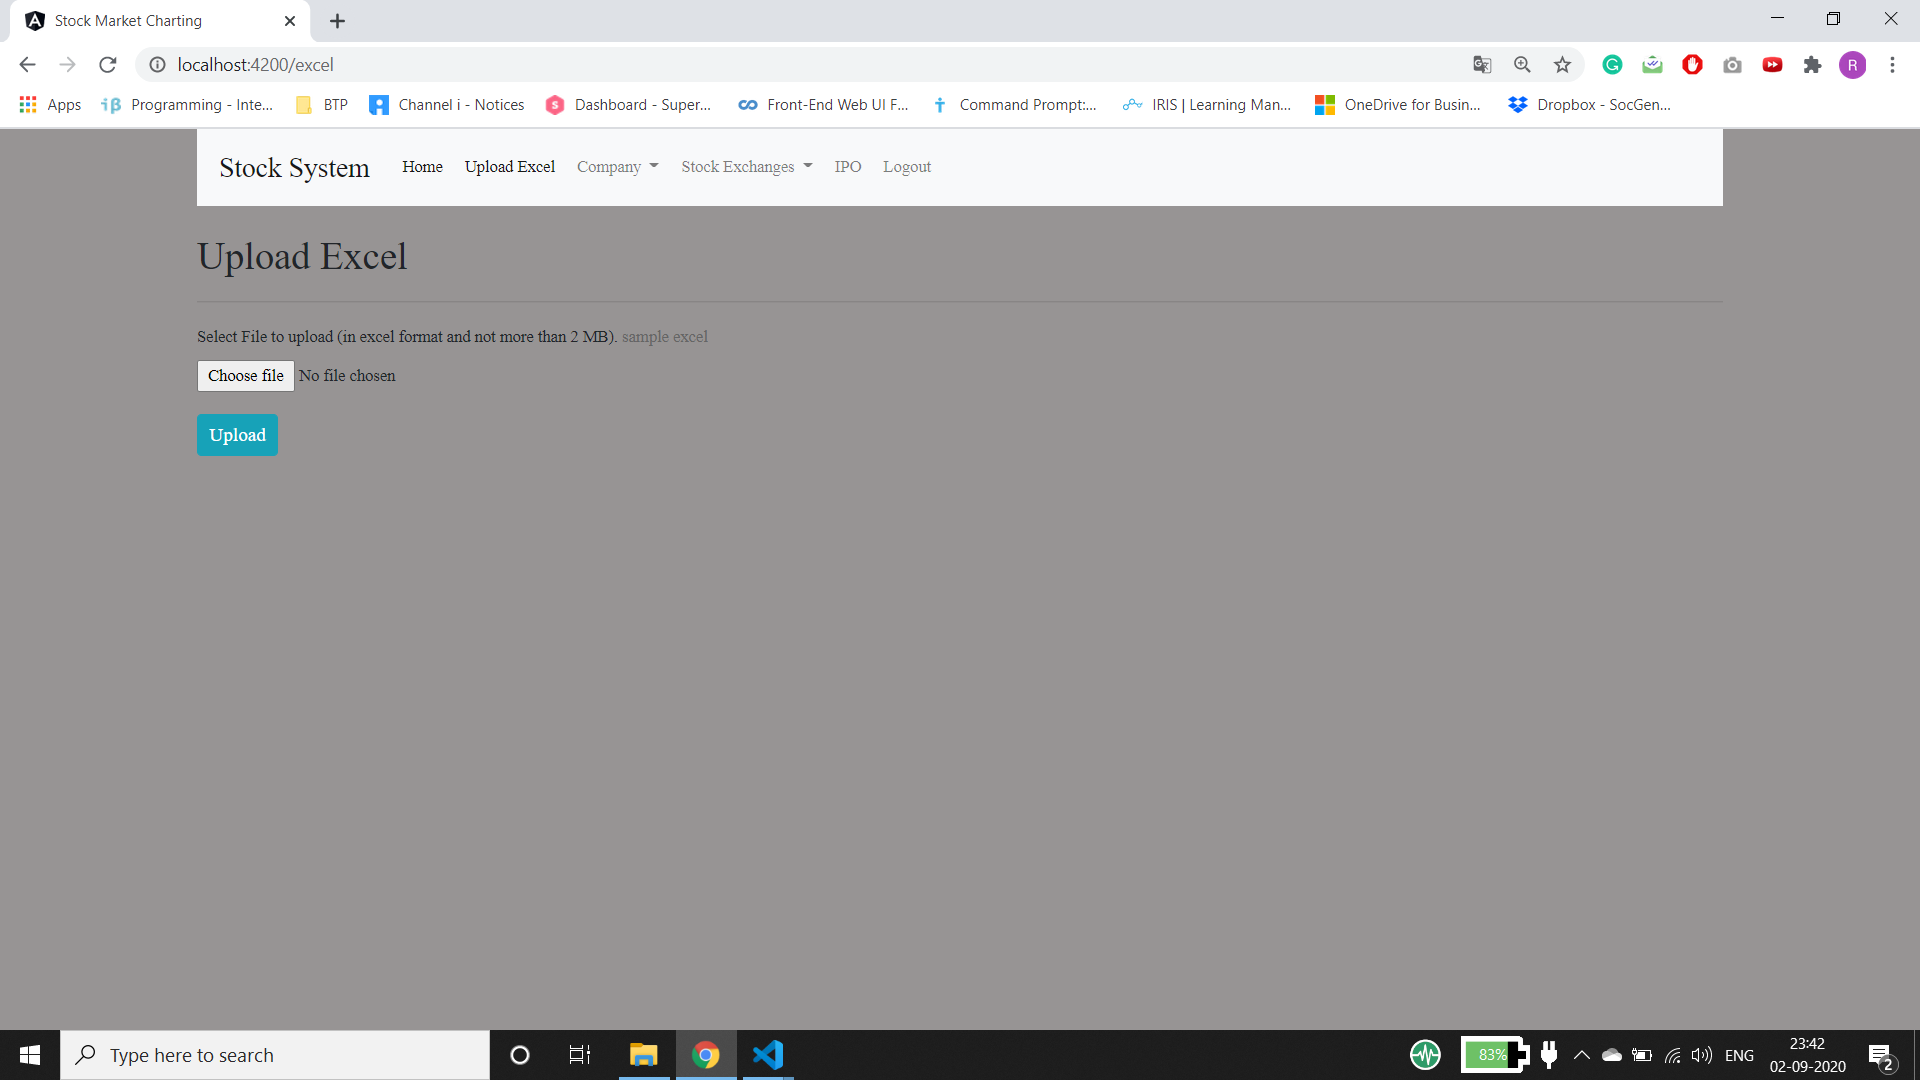 Stock Market Charting
localhost:4200/excel
R
Apps
Programming - Inte...
BTP
Channel i - Notices
Dashboard - Super...
Front-End Web UI F...
Command Prompt:...
IRIS | Learning Man...
OneDrive for Busin...
Dropbox - SocGen...
Stock System Home Upload Excel Company Stock Exchanges IPO Logout
Upload Excel
Select File to upload (in excel format and not more than 2 MB). sample excel
Choose file No file chosen
Upload
Type here to search
83%
ENG
23:42
02-09-2020
2